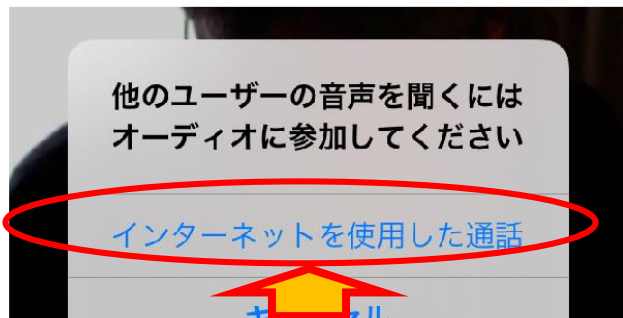 他のユーザーの音声を聞くには
オーディオに参加してください
インターネットを使用した通話